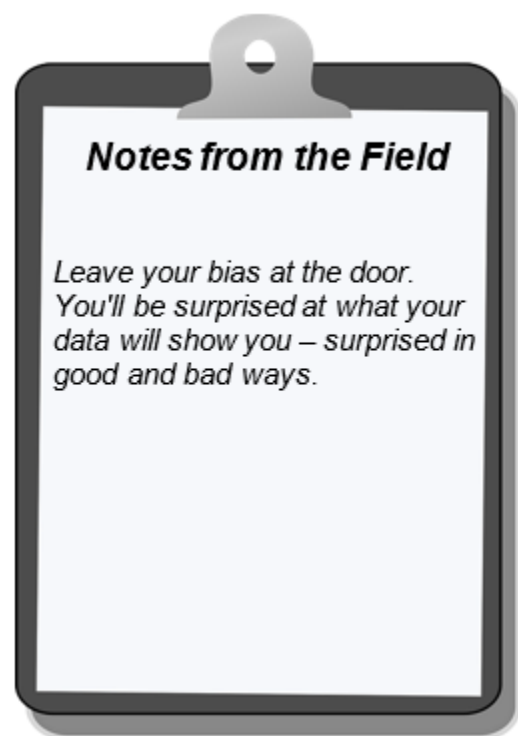 Notes from the Field
Leave your bias at the door.
You'll be surprised at what your
data will show you – surprised in
good and bad ways.